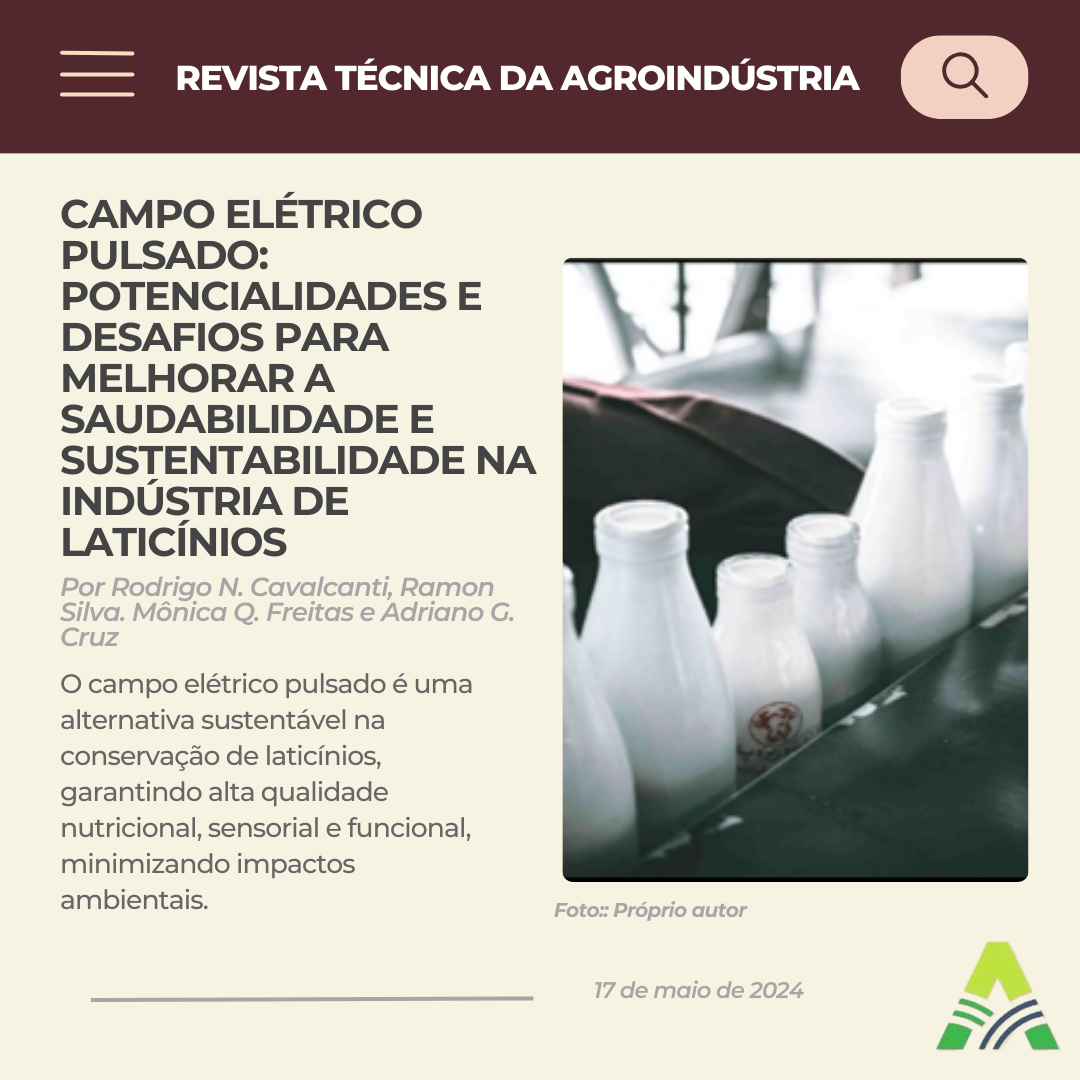 REVISTA TÉCNICA DA AGROINDÚSTRIA
CAMPO ELÉTRICO
PULSADO:
POTENCIALIDADES E
DESAFIOS PARA
MELHORAR A
SAUDABILIDADE E
SUSTENTABILIDADE NA
INDÚSTRIA DE
LATICÍNIOS
Por Rodrigo N. Cavalcanti, Ramon
Silva. Mônica Q. Freitas e Adriano G.
Cruz
O campo elétrico pulsado é uma
alternativa sustentável na
conservação de laticínios,
garantindo alta qualidade
nutricional, sensorial e funcional,
minimizando impactos
ambientais.
Foto:: Próprio autor
17 de maio de 2024